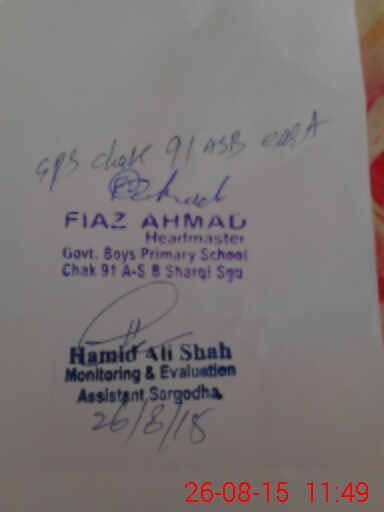 GPS chak 91 ASB east
FIAZ AHMAD
Headmaster
Govt. Boys Primary School
Chak 91 A-S B Sharqi Sgd
Hamid Ali Shah
Monitoring & Evaluation
Assistant Sargodha
26/8/15
26-08-15 11:49